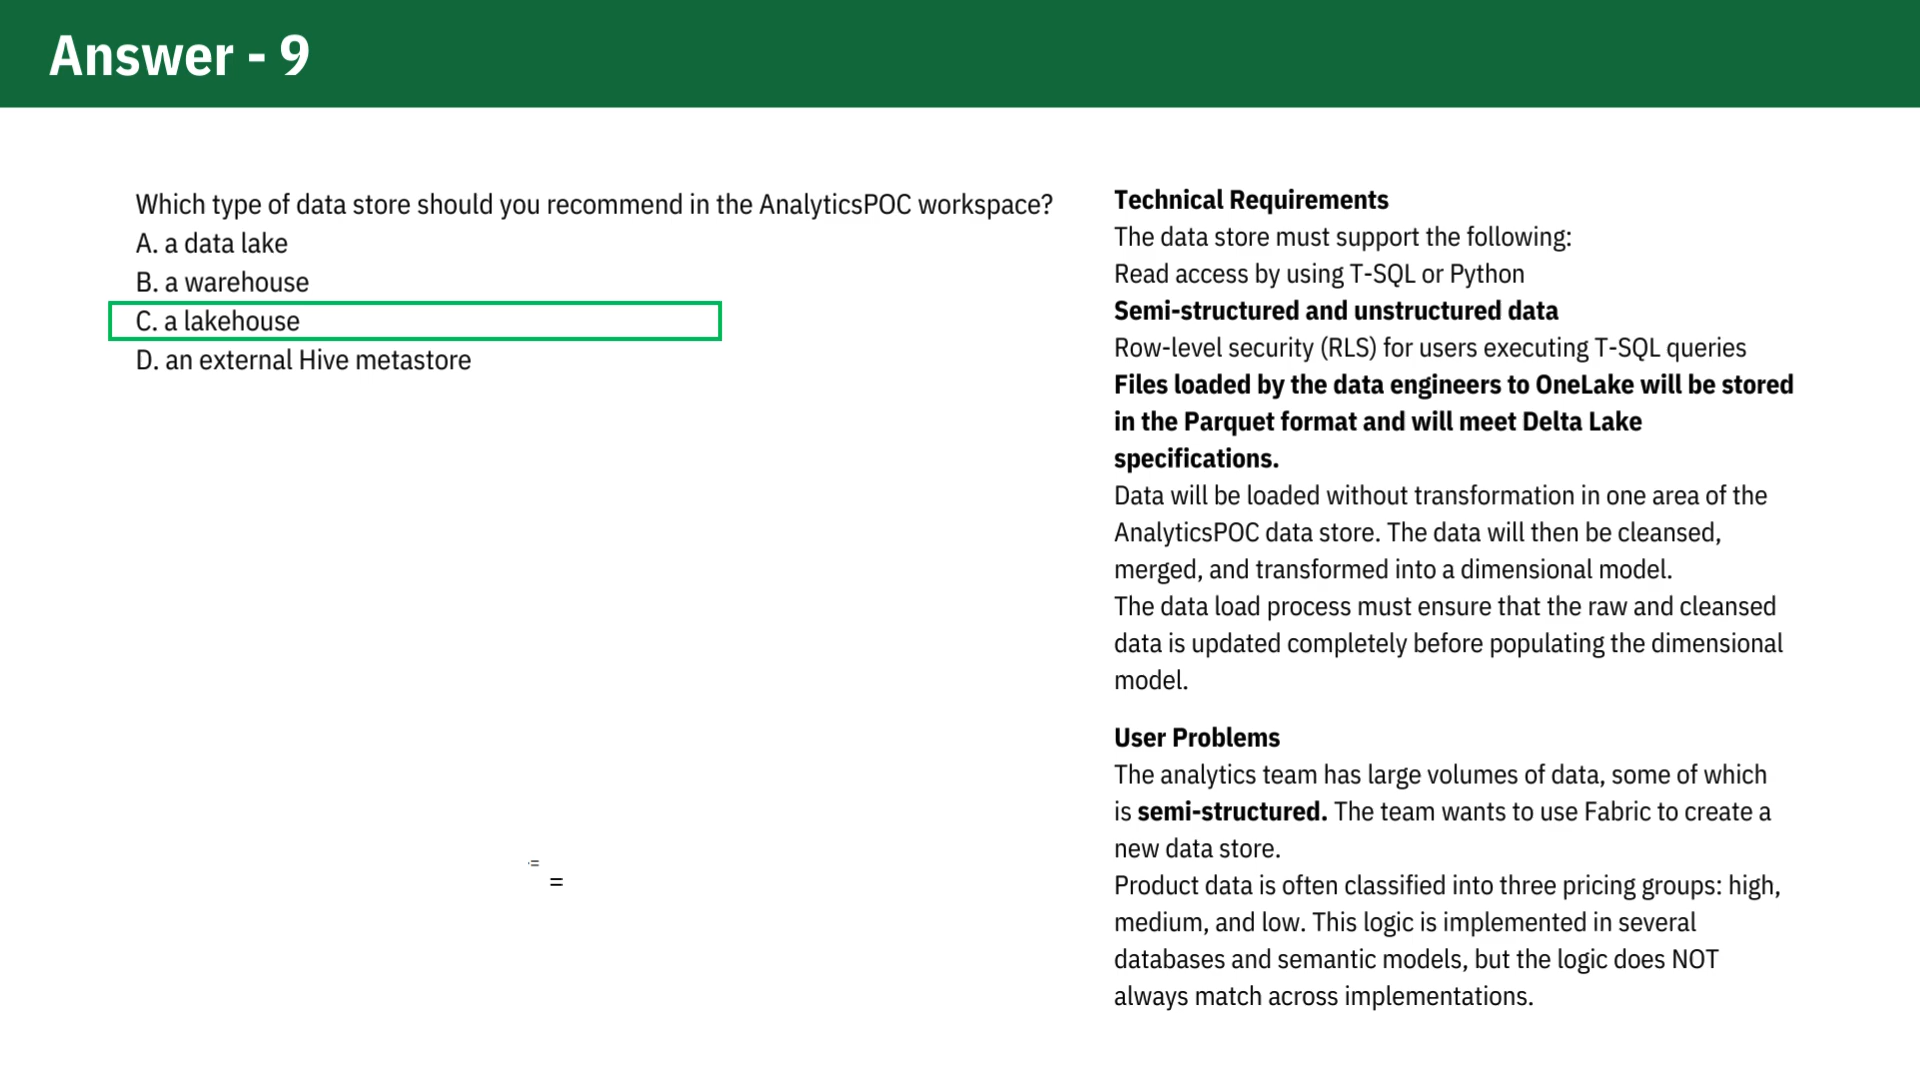 Answer - 9
Which type of data store should you recommend in the AnalyticsPOC workspace?
A. a data lake
B. a warehouse
C. a lakehouse
D. an external Hive metastore
Technical Requirements
The data store must support the following:
Read access by using T-SQL or Python
Semi-structured and unstructured data
Row-level security (RLS) for users executing T-SQL queries
Files loaded by the data engineers to OneLake will be stored
in the Parquet format and will meet Delta Lake
specifications.
Data will be loaded without transformation in one area of the
AnalyticsPOC data store. The data will then be cleansed,
merged, and transformed into a dimensional model.
The data load process must ensure that the raw and cleansed
data is updated completely before populating the dimensional
model.
User Problems
The analytics team has large volumes of data, some of which
is semi-structured. The team wants to use Fabric to create a
new data store.
Product data is often classified into three pricing groups: high,
medium, and low. This logic is implemented in several
databases and semantic models, but the logic does NOT
always match across implementations.
=